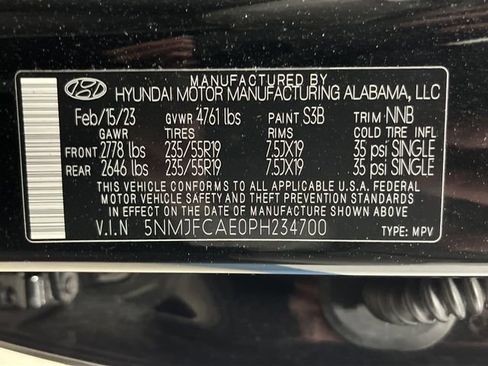 MANUFACTURED BY
HYUNDAI MOTOR MANUFACTURING ALABAMA, LLC
Feb/15/23 GVWR 4761 lbs PAINT S3B TRIM: NNB
GAWR TIRES RIMS COLD TIRE INFL
FRONT 2778 lbs 235/55R19 7.5JX19 35 psi SINGLE
REAR 2646 lbs 235/55R19 7.5JX19 35 psi SINGLE
THIS VEHICLE CONFORMS TO ALL APPLICABLE U.S.A. FEDERAL
MOTOR VEHICLE SAFETY, BUMPER, AND THEFT PREVENTION
STANDARDS IN EFFECT ON THE DATE OF MANUFACTURE SHOWN ABOVE.
V.I.N 5NMJFCAE0PH234700 TYPE: MPV